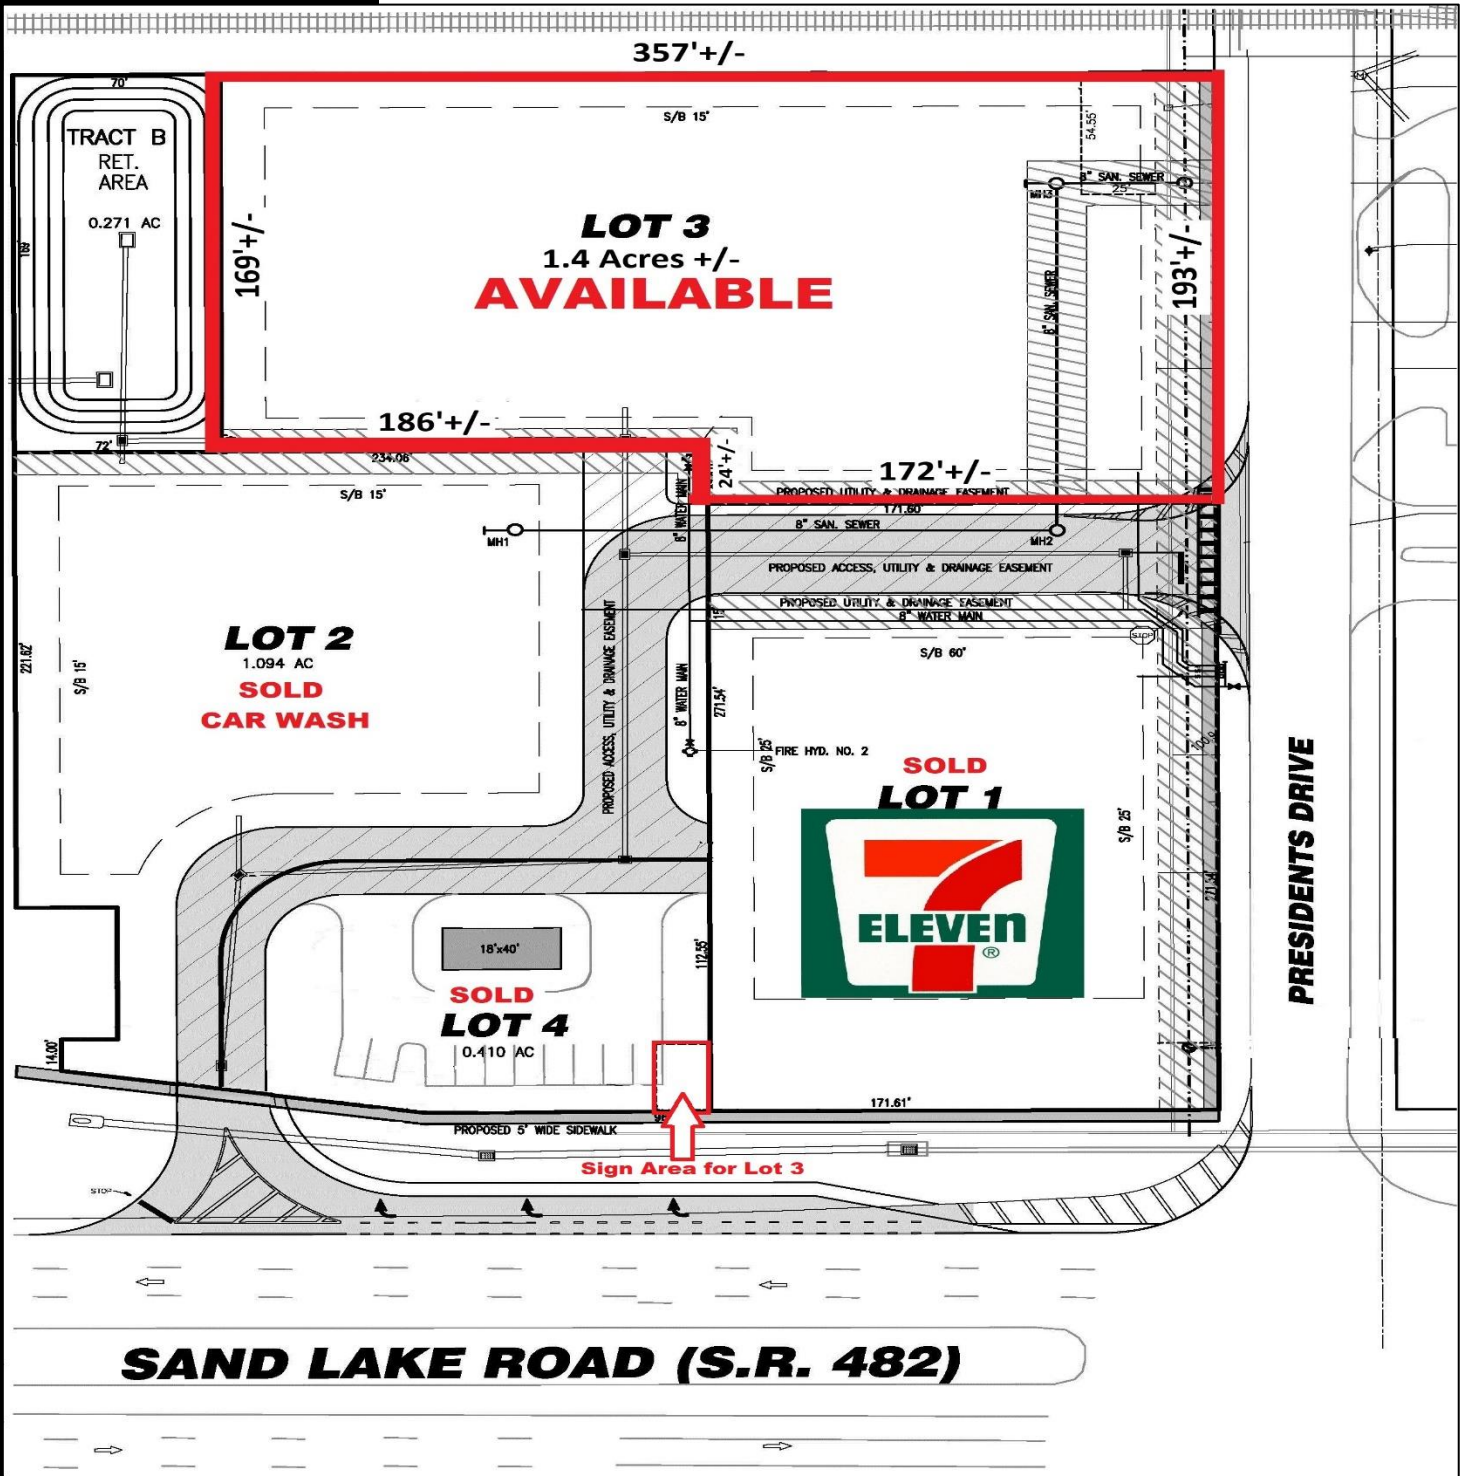 357'+/-
70'
TRACT B
RET.
AREA
0.271 AC
169'
S/B 15'
54.55'
8" SAN. SEWER
25'
MH3
LOT 3
1.4 Acres +/-
AVAILABLE
169'+/-
193'+/-
8" SAN. SEWER
186'+/-
72'
234.06'
24'+/-
172'+/-
PROPOSED UTILITY & DRAINAGE EASEMENT
171.60'
S/B 15'
8" WATER MAIN
8" SAN. SEWER
MH1
MH2
PROPOSED ACCESS, UTILITY & DRAINAGE EASEMENT
PROPOSED UTILITY & DRAINAGE EASEMENT
8" WATER MAIN
15'
STOP
LOT 2
1.094 AC
SOLD
CAR WASH
221.62'
S/B 15'
PROPOSED ACCESS, UTILITY & DRAINAGE EASEMENT
8" WATER MAIN
271.54'
S/B 60'
S/B 25'
FIRE HYD. NO. 2
SOLD
LOT 1
S/B 25'
7
ELEVEn
®
271.54'
PRESIDENTS DRIVE
18'x40'
112.55'
SOLD
LOT 4
0.410 AC
14.00'
171.61'
PROPOSED 5' WIDE SIDEWALK
Sign Area for Lot 3
STOP
SAND LAKE ROAD (S.R. 482)